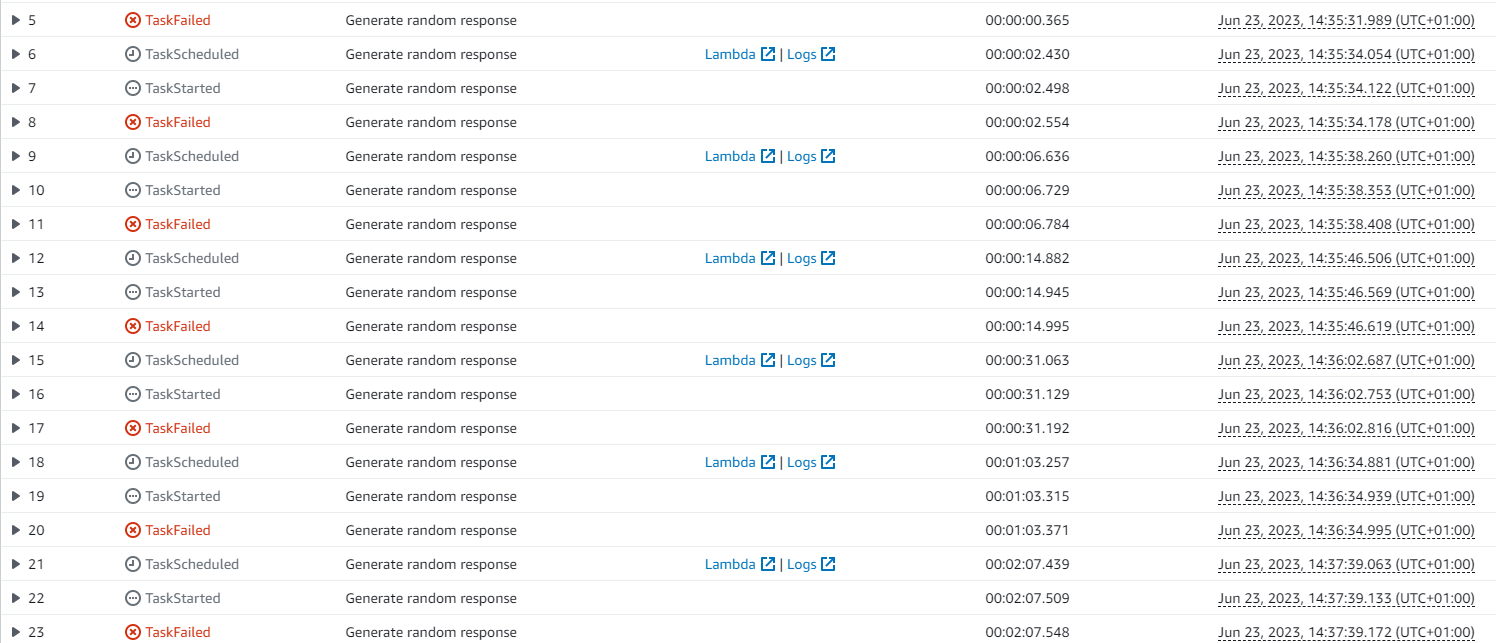 5 TaskFailed Generate random response 00:00:00.365 Jun 23, 2023, 14:35:31.989 (UTC+01:00)
6 TaskScheduled Generate random response Lambda | Logs 00:00:02.430 Jun 23, 2023, 14:35:34.054 (UTC+01:00)
7 TaskStarted Generate random response 00:00:02.498 Jun 23, 2023, 14:35:34.122 (UTC+01:00)
8 TaskFailed Generate random response 00:00:02.554 Jun 23, 2023, 14:35:34.178 (UTC+01:00)
9 TaskScheduled Generate random response Lambda | Logs 00:00:06.636 Jun 23, 2023, 14:35:38.260 (UTC+01:00)
10 TaskStarted Generate random response 00:00:06.729 Jun 23, 2023, 14:35:38.353 (UTC+01:00)
11 TaskFailed Generate random response 00:00:06.784 Jun 23, 2023, 14:35:38.408 (UTC+01:00)
12 TaskScheduled Generate random response Lambda | Logs 00:00:14.882 Jun 23, 2023, 14:35:46.506 (UTC+01:00)
13 TaskStarted Generate random response 00:00:14.945 Jun 23, 2023, 14:35:46.569 (UTC+01:00)
14 TaskFailed Generate random response 00:00:14.995 Jun 23, 2023, 14:35:46.619 (UTC+01:00)
15 TaskScheduled Generate random response Lambda | Logs 00:00:31.063 Jun 23, 2023, 14:36:02.687 (UTC+01:00)
16 TaskStarted Generate random response 00:00:31.129 Jun 23, 2023, 14:36:02.753 (UTC+01:00)
17 TaskFailed Generate random response 00:00:31.192 Jun 23, 2023, 14:36:02.816 (UTC+01:00)
18 TaskScheduled Generate random response Lambda | Logs 00:01:03.257 Jun 23, 2023, 14:36:34.881 (UTC+01:00)
19 TaskStarted Generate random response 00:01:03.315 Jun 23, 2023, 14:36:34.939 (UTC+01:00)
20 TaskFailed Generate random response 00:01:03.371 Jun 23, 2023, 14:36:34.995 (UTC+01:00)
21 TaskScheduled Generate random response Lambda | Logs 00:02:07.439 Jun 23, 2023, 14:37:39.063 (UTC+01:00)
22 TaskStarted Generate random response 00:02:07.509 Jun 23, 2023, 14:37:39.133 (UTC+01:00)
23 TaskFailed Generate random response 00:02:07.548 Jun 23, 2023, 14:37:39.172 (UTC+01:00)